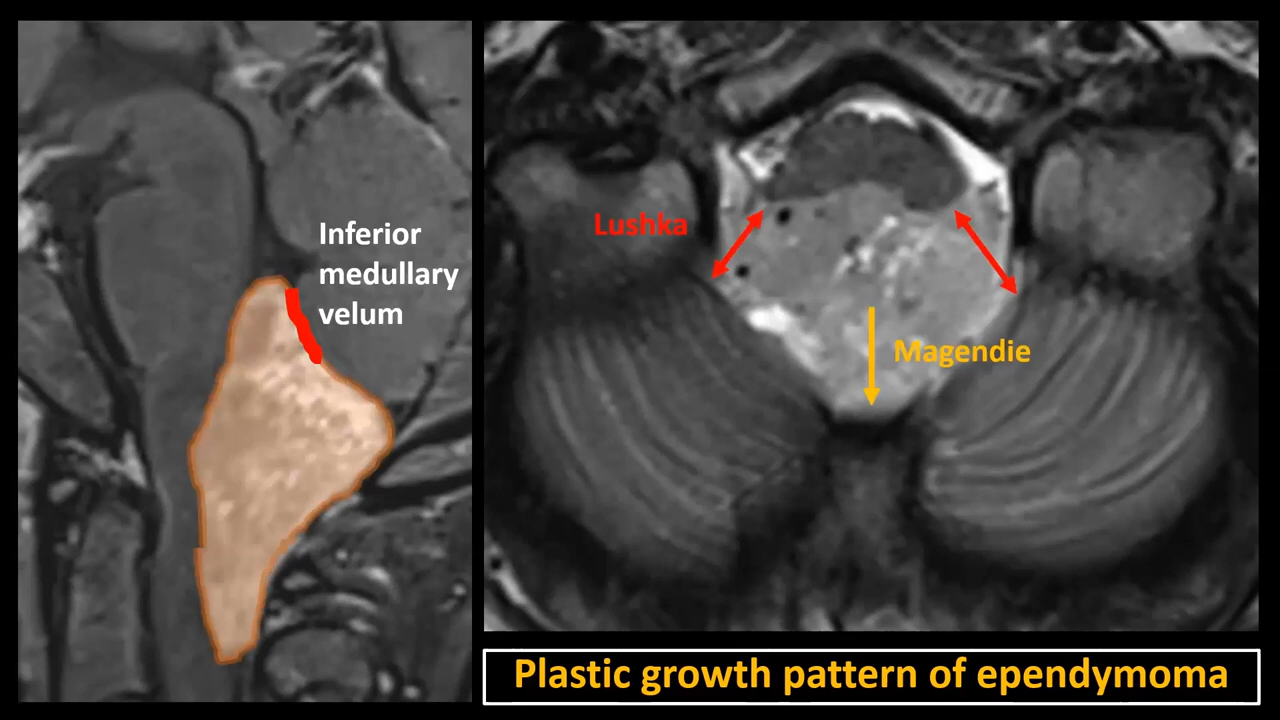 Inferior
medullary
velum
Lushka
Magendie
Plastic growth pattern of ependymoma